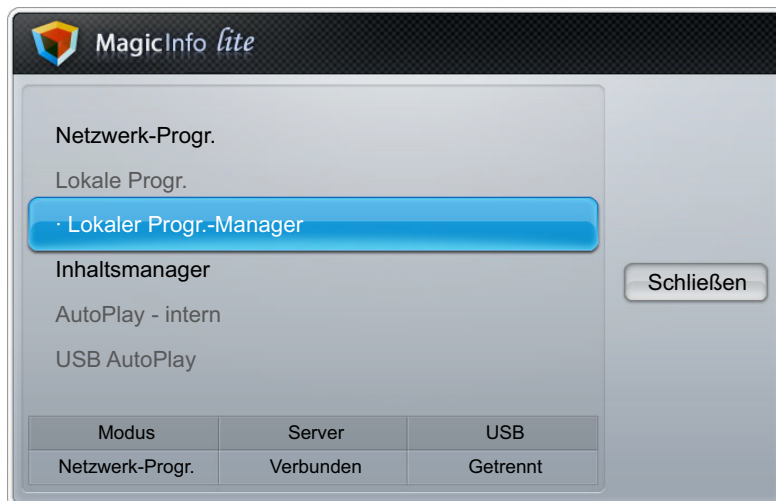 MagicInfo lite
Netzwerk-Progr.
Lokale Progr.
· Lokaler Progr.-Manager
Inhaltsmanager
AutoPlay - intern
USB AutoPlay
Schließen
Modus Server USB
Netzwerk-Progr. Verbunden Getrennt